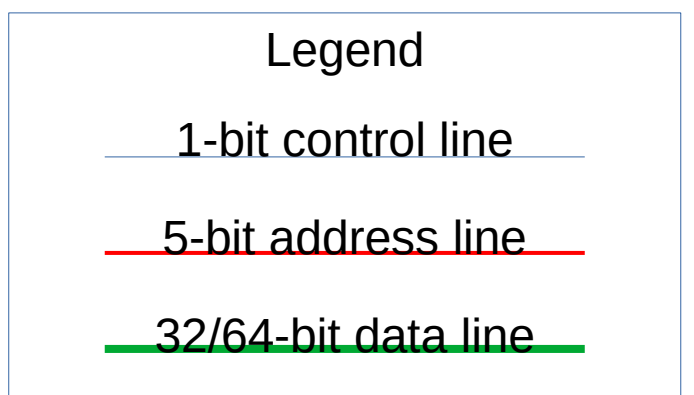 Legend
1-bit control line
5-bit address line
32/64-bit data line